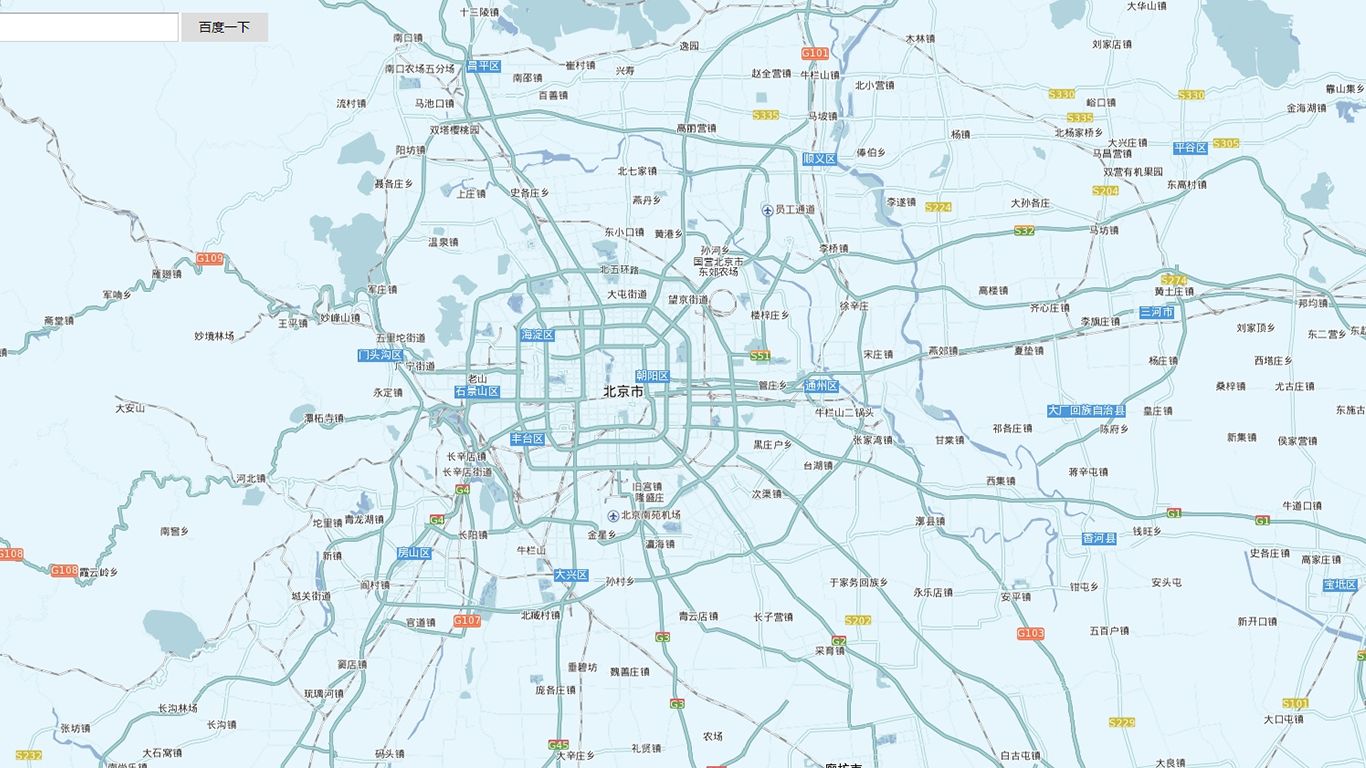 百度一下
十三陵镇
大华山镇
南口镇
木林镇
逸园
刘家店镇
G101
昌平区
崔村镇
兴寿
南口农场五分场
南邵镇
赵全营镇
牛栏山镇
北小营镇
靠山集乡
百善镇
S330
S330
流村镇
马池口镇
峪口镇
金海湖镇
S335
马坡镇
S335
双塔樱桃园
高丽营镇
杨镇
北杨家桥乡
大兴庄镇
S305
阳坊镇
平谷区
马昌营镇
俸伯乡
顺义区
北七家镇
双营有机果园
聂各庄乡
上庄镇
史各庄乡
东高村镇
S204
燕丹乡
李遂镇
大孙各庄
S224
员工通道
东小口镇
黄港乡
S32
马坊镇
温泉镇
孙河乡
李桥镇
G109
国营北京市
东郊农场
雁翅镇
北五环路
S274
军庄镇
高楼镇
黄土庄镇
军响乡
大屯街道
望京街道
邦均镇
徐辛庄
齐心庄镇
三河市
斋堂镇
王平镇
妙峰山镇
楼梓庄乡
李旗庄镇
刘家顶乡
妙境林场
五里坨街道
海淀区
东二营乡
镇
门头沟区
S51
宋庄镇
燕郊镇
夏垫镇
杨庄镇
西塔庄乡
广宁街道
老山
朝阳区
石景山区
北京市
管庄乡
通州区
桑梓镇
尤古庄镇
永定镇
大安山
潭柘寺镇
牛栏山二锅头
大厂回族自治县
皇庄镇
东施古
丰台区
祁各庄镇
陈府乡
黑庄户乡
张家湾镇
甘棠镇
新集镇
侯家营镇
长辛店镇
台湖镇
长辛店街道
蒋辛屯镇
河北镇
西集镇
G4
旧宫镇
隆盛庄
次渠镇
牛道口镇
北京南苑机场
坨里镇
青龙湖镇
G4
漷县镇
G1
G1
南窖乡
长阳镇
金星乡
瀛海镇
香河县
钱旺乡
新镇
房山区
牛栏山
G108
史各庄镇
高家庄镇
G108
霞云岭乡
大兴区
孙村乡
于家务回族乡
阎村镇
钳屯乡
安头屯
宝坻区
城关街道
永乐店镇
安平镇
官道镇
G107
北臧村镇
青云店镇
长子营镇
S202
新开口镇
G103
五百户镇
G3
G2
采育镇
窦店镇
垂碧坊
魏善庄镇
琉璃河镇
庞各庄镇
G3
S101
长沟林场
大口屯镇
张坊镇
长沟镇
S229
农场
G45
礼贤镇
S232
大石窝镇
码头镇
大辛庄乡
白古屯镇
大良镇